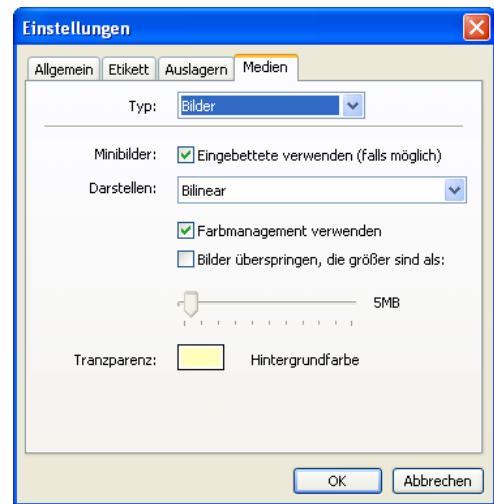 Einstellungen
Allgemein Etikett Auslagern Medien
Typ: Bilder
Minibilder: Eingebettete verwenden (falls möglich)
Darstellen: Bilinear
Farbmanagement verwenden
Bilder überspringen, die größer sind als:
5MB
Tranzparenz: Hintergrundfarbe
OK Abbrechen